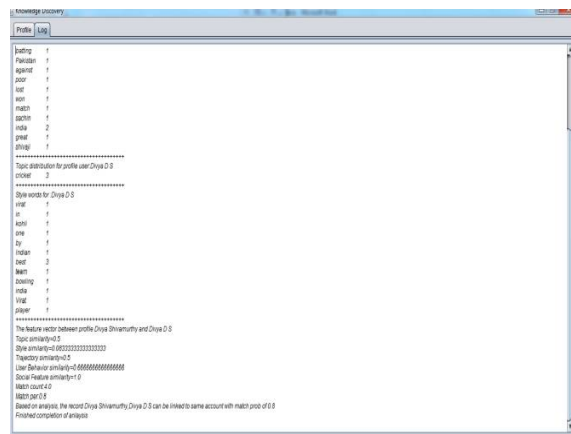 Knowledge Discovery
Profile Log
batting 1
Pakistan 1
against 1
poor 1
lost 1
won 1
match 1
sachin 1
india 2
great 1
shivaji 1
Topic distribution for profile user:Divya D S
cricket 3
Style words for :Divya D S
virat 1
in 1
kohli 1
one 1
by 1
Indian 1
best 3
team 1
bowling 1
india 1
Virat 1
player 1
The feature vector between profile Divya Shivamurthy and Divya D S
Topic similarity=0.5
Style similarity=0.68333333333333333
Trajectory similarity=0.5
User Behavior similarity=0.6666666666666666
Social Feature similarity=1.0
Match count:4.0
Match per:0.8
Based on analysis, the record Divya Shivamurthy,Divya D S can be linked to same account with match prob of 0.8
Finished completion of anlaysis